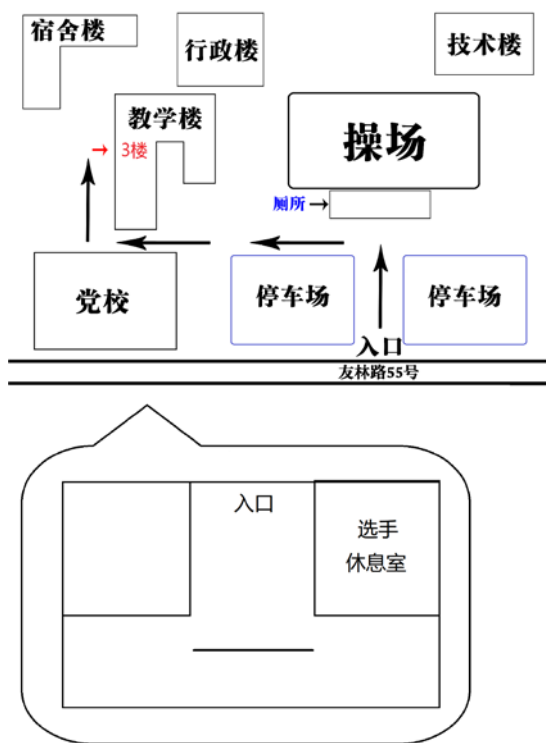 宿舍楼
行政楼
技术楼
教学楼
→ 3楼
操场
厕所→
党校
停车场
停车场
入口
友林路55号
入口
选手
休息室